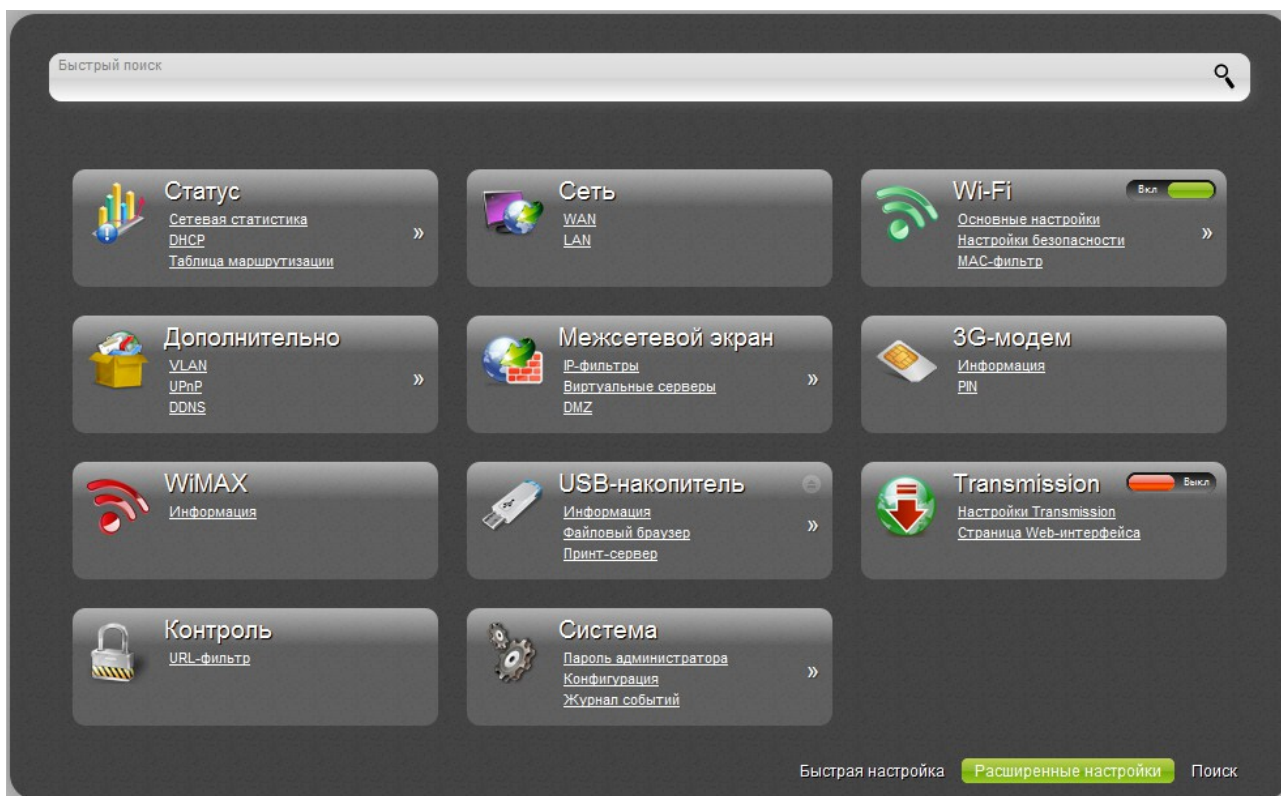 Быстрый поиск
Статус
Сетевая статистика
DHCP
Таблица маршрутизации
»
Сеть
WAN
LAN
Wi-Fi
Вкл
Основные настройки
Настройки безопасности
MAC-фильтр
»
Дополнительно
VLAN
UPnP
DDNS
»
Межсетевой экран
IP-фильтры
Виртуальные серверы
DMZ
»
3G-модем
Информация
PIN
WiMAX
Информация
USB-накопитель
Информация
Файловый браузер
Принт-сервер
»
Transmission
Выкл
Настройки Transmission
Страница Web-интерфейса
Контроль
URL-фильтр
Система
Пароль администратора
Конфигурация
Журнал событий
»
Быстрая настройка Расширенные настройки Поиск